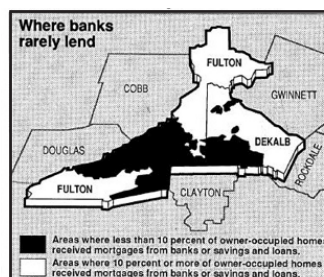 Where banks
rarely lend
FULTON
COBB
GWINNETT
DOUGLAS
DEKALB
ROCKDALE
FULTON
CLAYTON
Areas where less than 10 percent of owner-occupied homes
received mortgages from banks or savings and loans.
Areas where 10 percent or more of owner-occupied homes
received mortgages from banks or savings and loans.